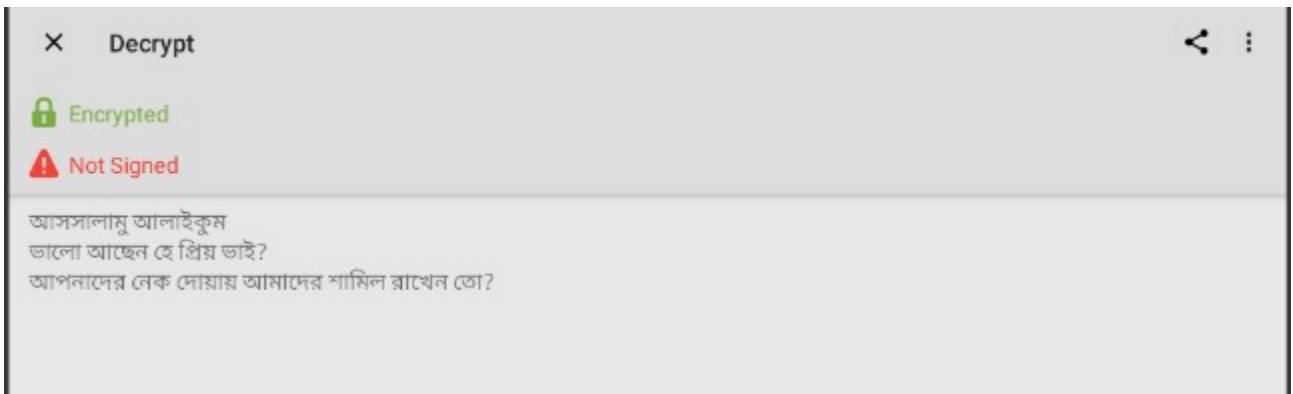 Decrypt
Encrypted
Not Signed
আসসালামু আলাইকুম
ভালো আছেন হে প্রিয় ভাই?
আপনাদের নেক দোয়ায় আমাদের শামিল রাখেন তো?